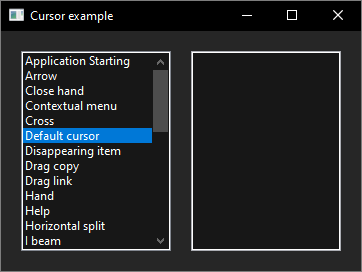 Cursor example
Application Starting
Arrow
Close hand
Contextual menu
Cross
Default cursor
Disappearing item
Drag copy
Drag link
Hand
Help
Horizontal split
I beam